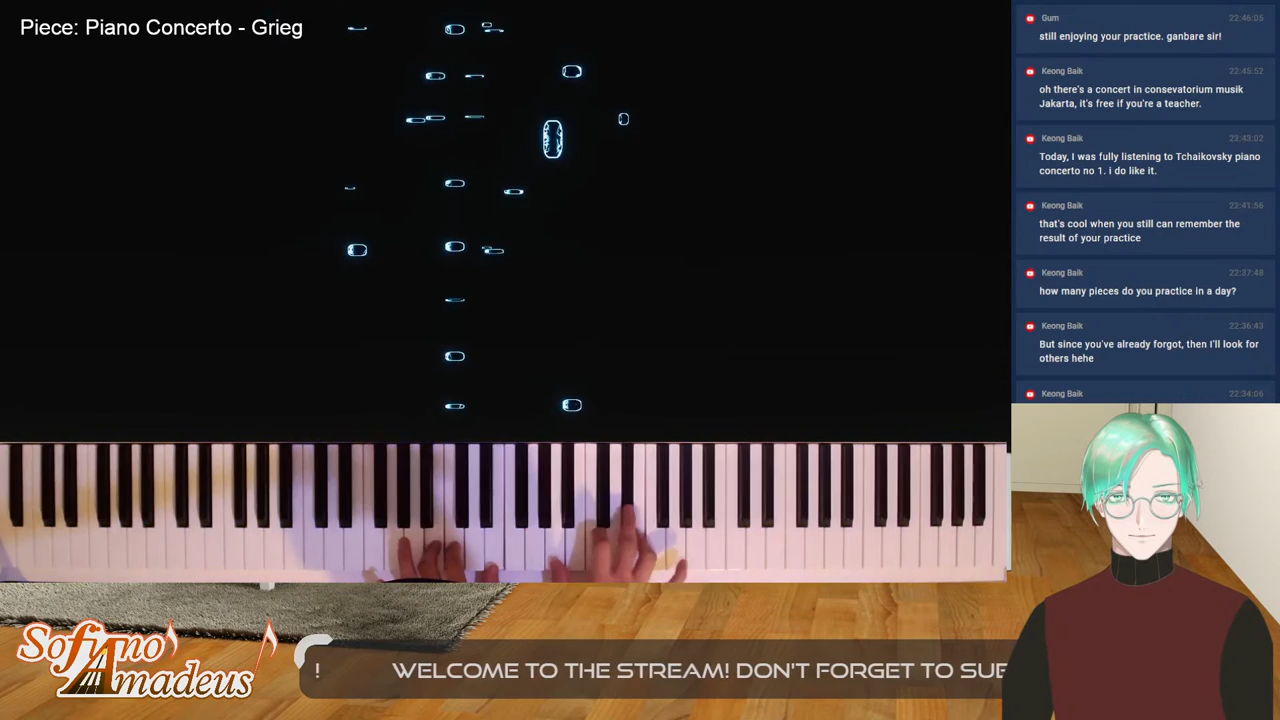 Piece: Piano Concerto - Grieg
Gum 22:46:05
still enjoying your practice. ganbare sir!
Keong Baik 22:45:52
oh there's a concert in consevatorium musik
Jakarta, it's free if you're a teacher.
Keong Baik 22:43:02
Today, I was fully listening to Tchaikovsky piano
concerto no 1. i do like it.
Keong Baik 22:41:56
that's cool when you still can remember the
result of your practice
Keong Baik 22:37:48
how many pieces do you practice in a day?
Keong Baik 22:36:43
But since you've already forgot, then I'll look for
others hehe
Keong Baik 22:34:06
Sofiano
Amadeus
! WELCOME TO THE STREAM! DON'T FORGET TO SUB